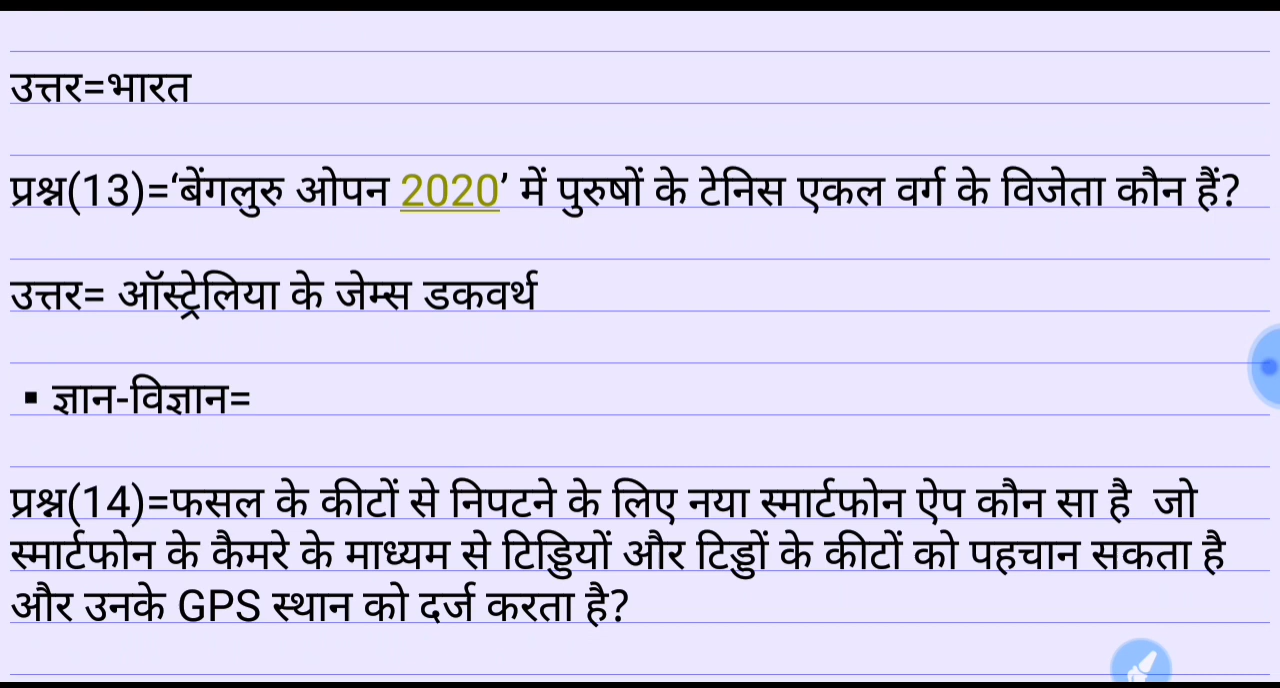 उत्तर=भारत
प्रश्न(13)=‘बेंगलुरु ओपन 2020’ में पुरुषों के टेनिस एकल वर्ग के विजेता कौन हैं?
उत्तर= ऑस्ट्रेलिया के जेम्स डकवर्थ
▪ ज्ञान-विज्ञान=
प्रश्न(14)=फसल के कीटों से निपटने के लिए नया स्मार्टफोन ऐप कौन सा है जो
स्मार्टफोन के कैमरे के माध्यम से टिड्डियों और टिड्डों के कीटों को पहचान सकता है
और उनके GPS स्थान को दर्ज करता है?